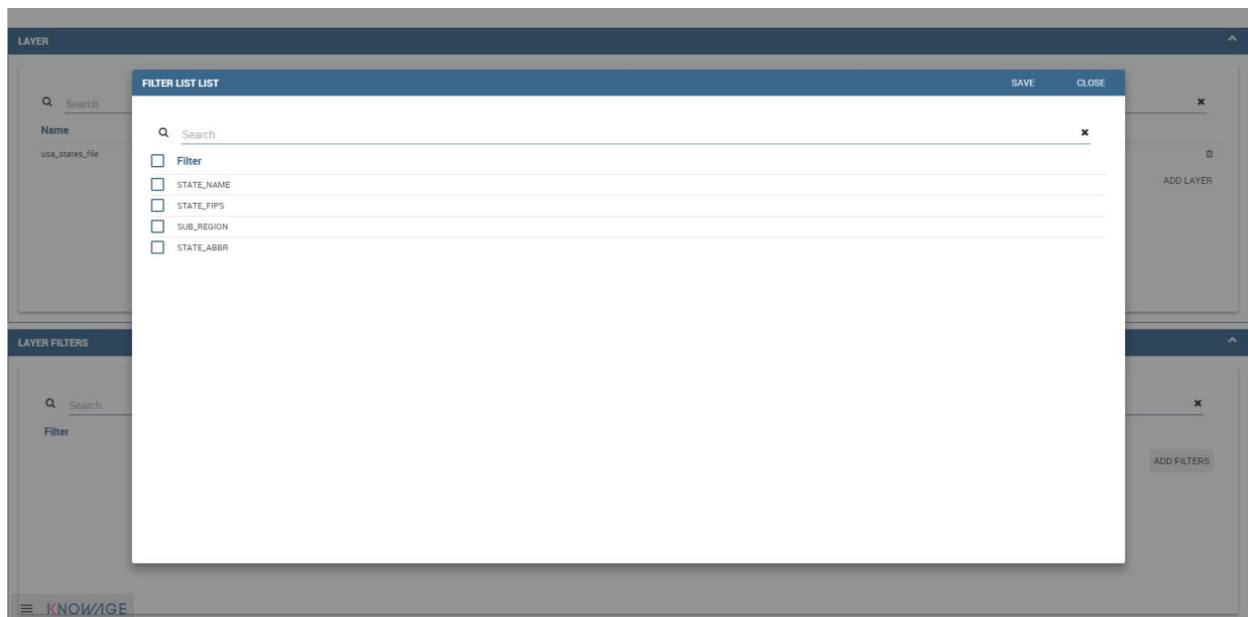 LAYER
FILTER LIST LIST SAVE CLOSE
Search
Name
usa_states_file
ADD LAYER
Search
Filter
STATE_NAME
STATE_FIPS
SUB_REGION
STATE_ABBR
LAYER FILTERS
Search
Filter
ADD FILTERS
KNOWAGE